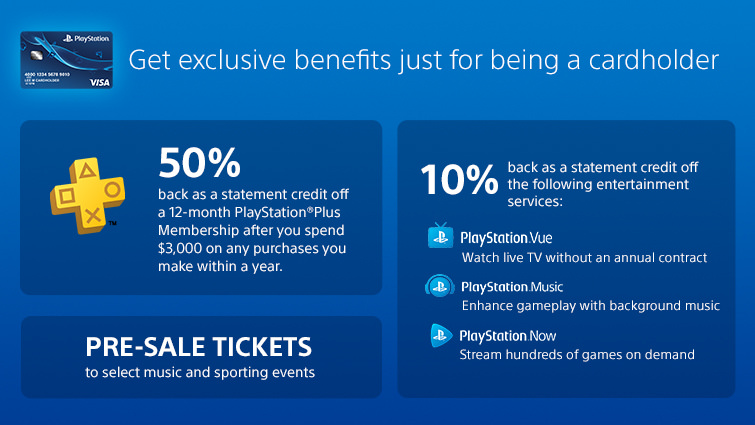 PlayStation
4000 1234 5678 9010
LEE M CARDHOLDER
VISA
Get exclusive benefits just for being a cardholder
50%
back as a statement credit off
a 12-month PlayStation®Plus
Membership after you spend
$3,000 on any purchases you
make within a year.
TM
10%
back as a statement credit off
the following entertainment
services:
PlayStation.Vue
Watch live TV without an annual contract
PlayStation.Music
Enhance gameplay with background music
PlayStation.Now
Stream hundreds of games on demand
PRE-SALE TICKETS
to select music and sporting events